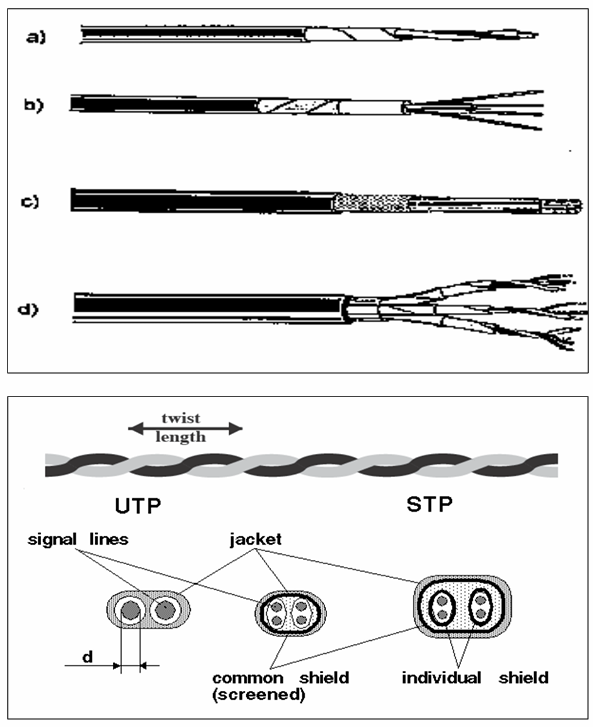 a)
b)
c)
d)
twist
length
UTP STP
signal lines jacket
d
common shield individual shield
(screened)